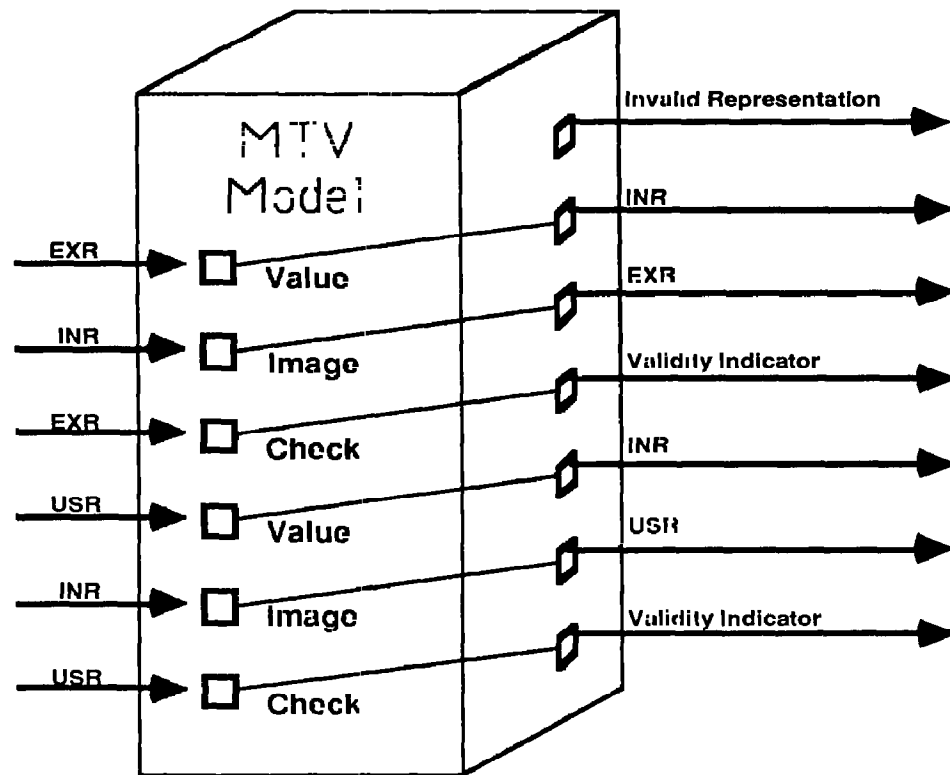 MTV
Model
Invalid Representation
INR
EXR
Value
EXR
INR
Image
Validity Indicator
EXR
Check
INR
USR
Value
USR
INR
Image
Validity Indicator
USR
Check